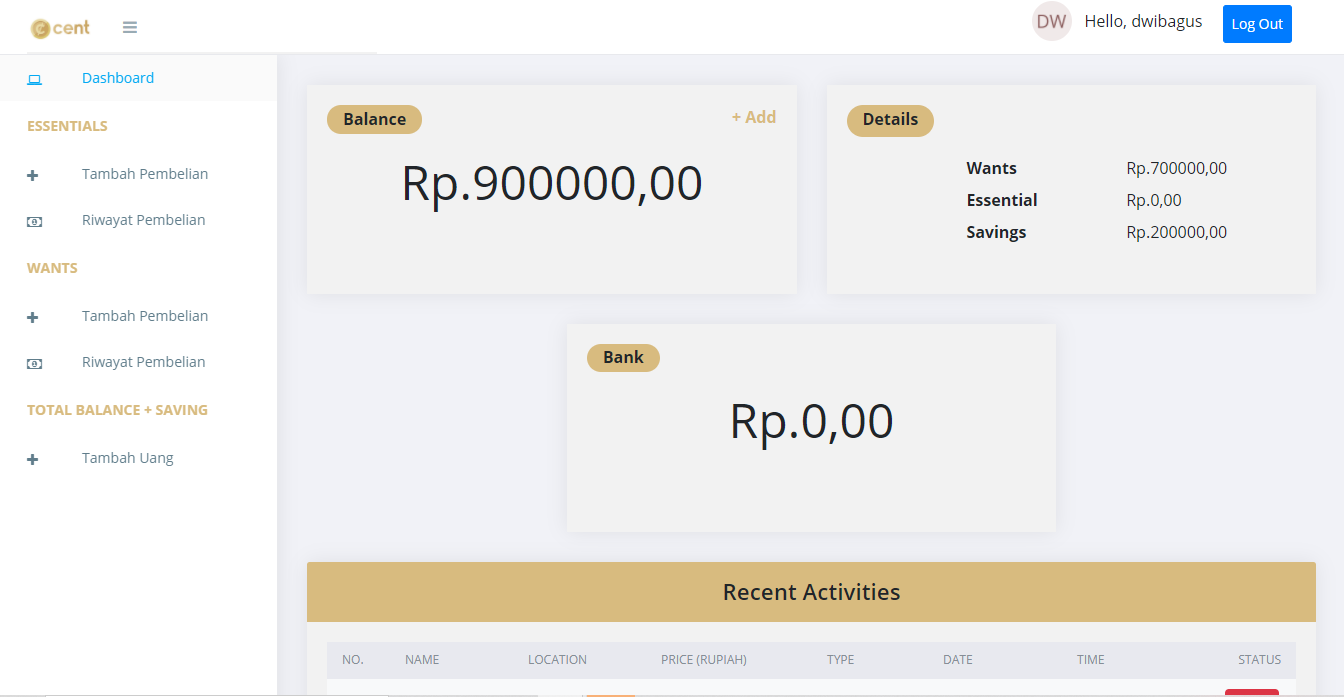 cent
Hello, dwibagus
Log Out
DW
Dashboard
ESSENTIALS
Tambah Pembelian
Riwayat Pembelian
WANTS
Tambah Pembelian
Riwayat Pembelian
TOTAL BALANCE + SAVING
Tambah Uang
Balance
+ Add
Rp.900000,00
Details
Wants Rp.700000,00
Essential Rp.0,00
Savings Rp.200000,00
Bank
Rp.0,00
Recent Activities
NO. NAME LOCATION PRICE (RUPIAH) TYPE DATE TIME STATUS